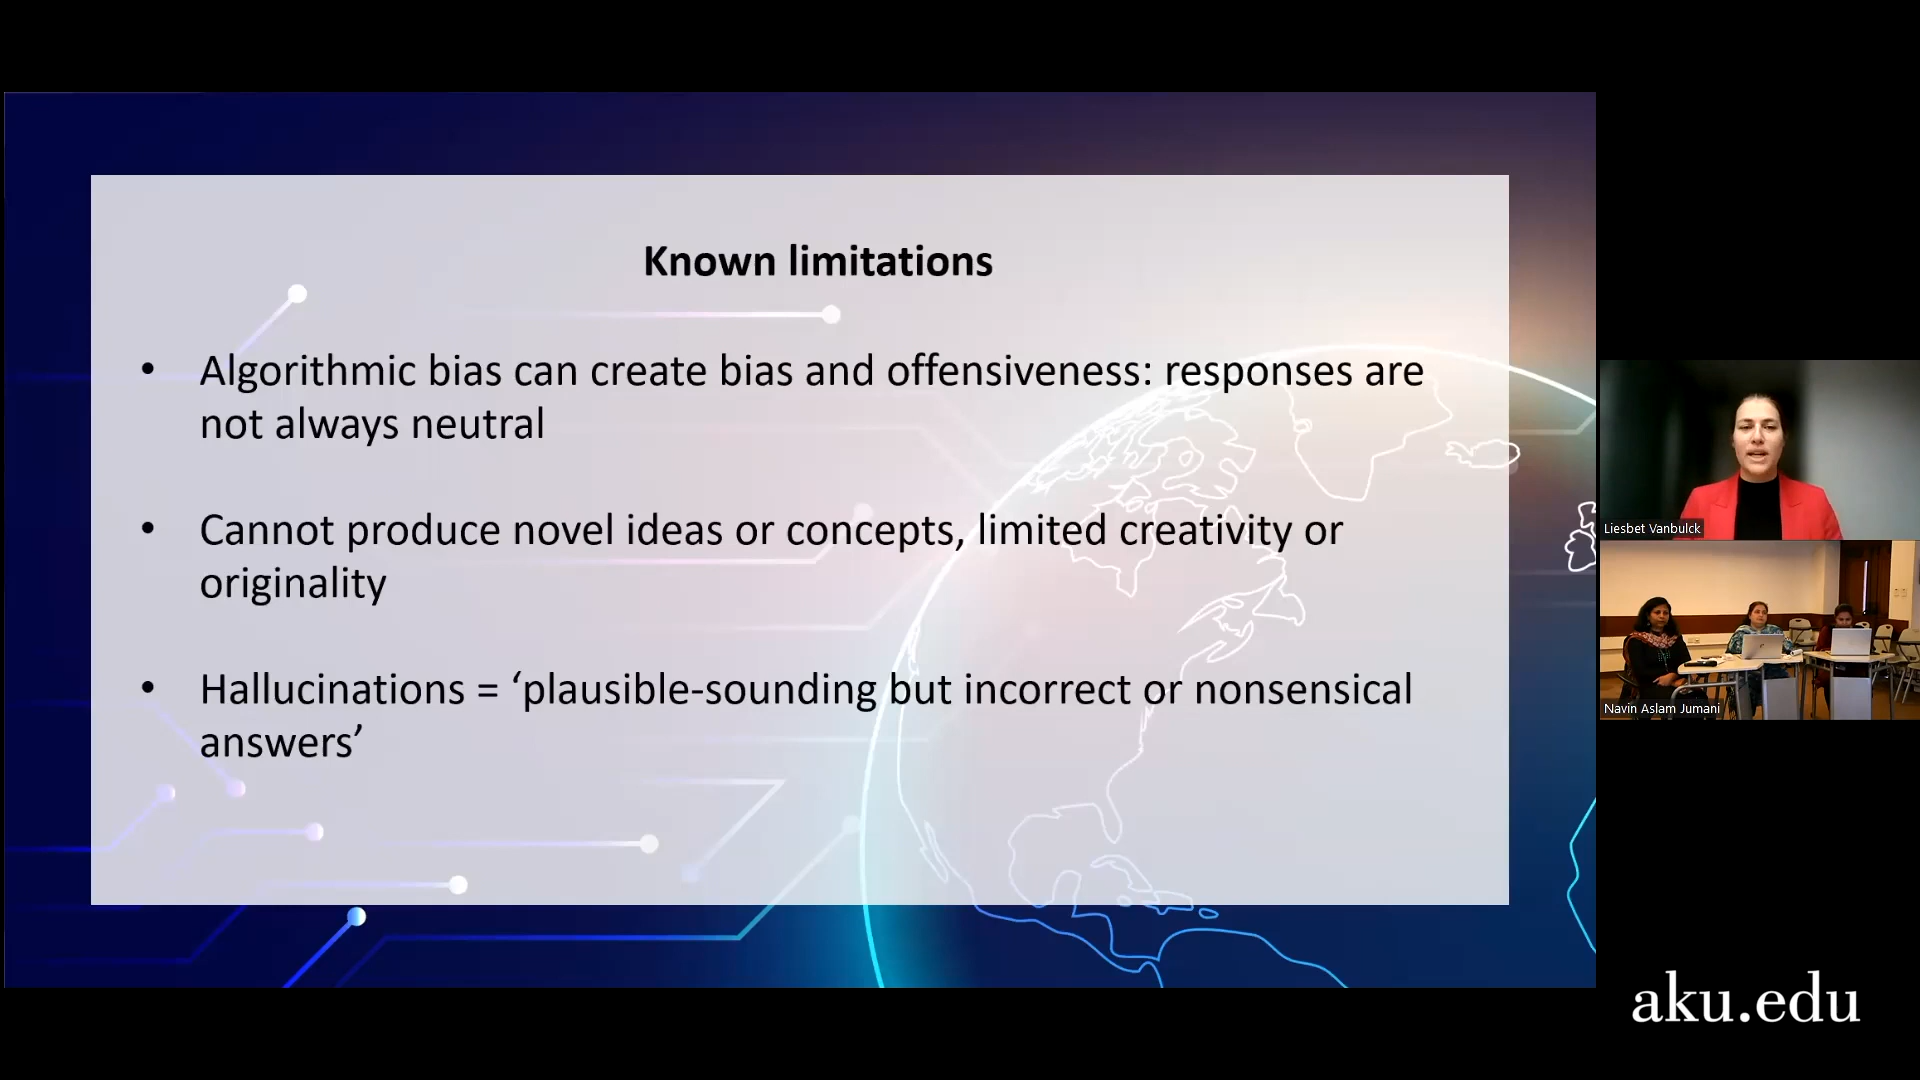 Known limitations
• Algorithmic bias can create bias and offensiveness: responses are
not always neutral
• Cannot produce novel ideas or concepts, limited creativity or
originality
• Hallucinations = ‘plausible-sounding but incorrect or nonsensical
answers’
Liesbet Vanbulck
Navin Aslam Jumani
aku.edu